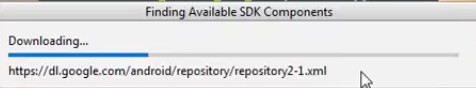 Finding Available SDK Components
Downloading...
https://dl.google.com/android/repository/repository2-1.xml